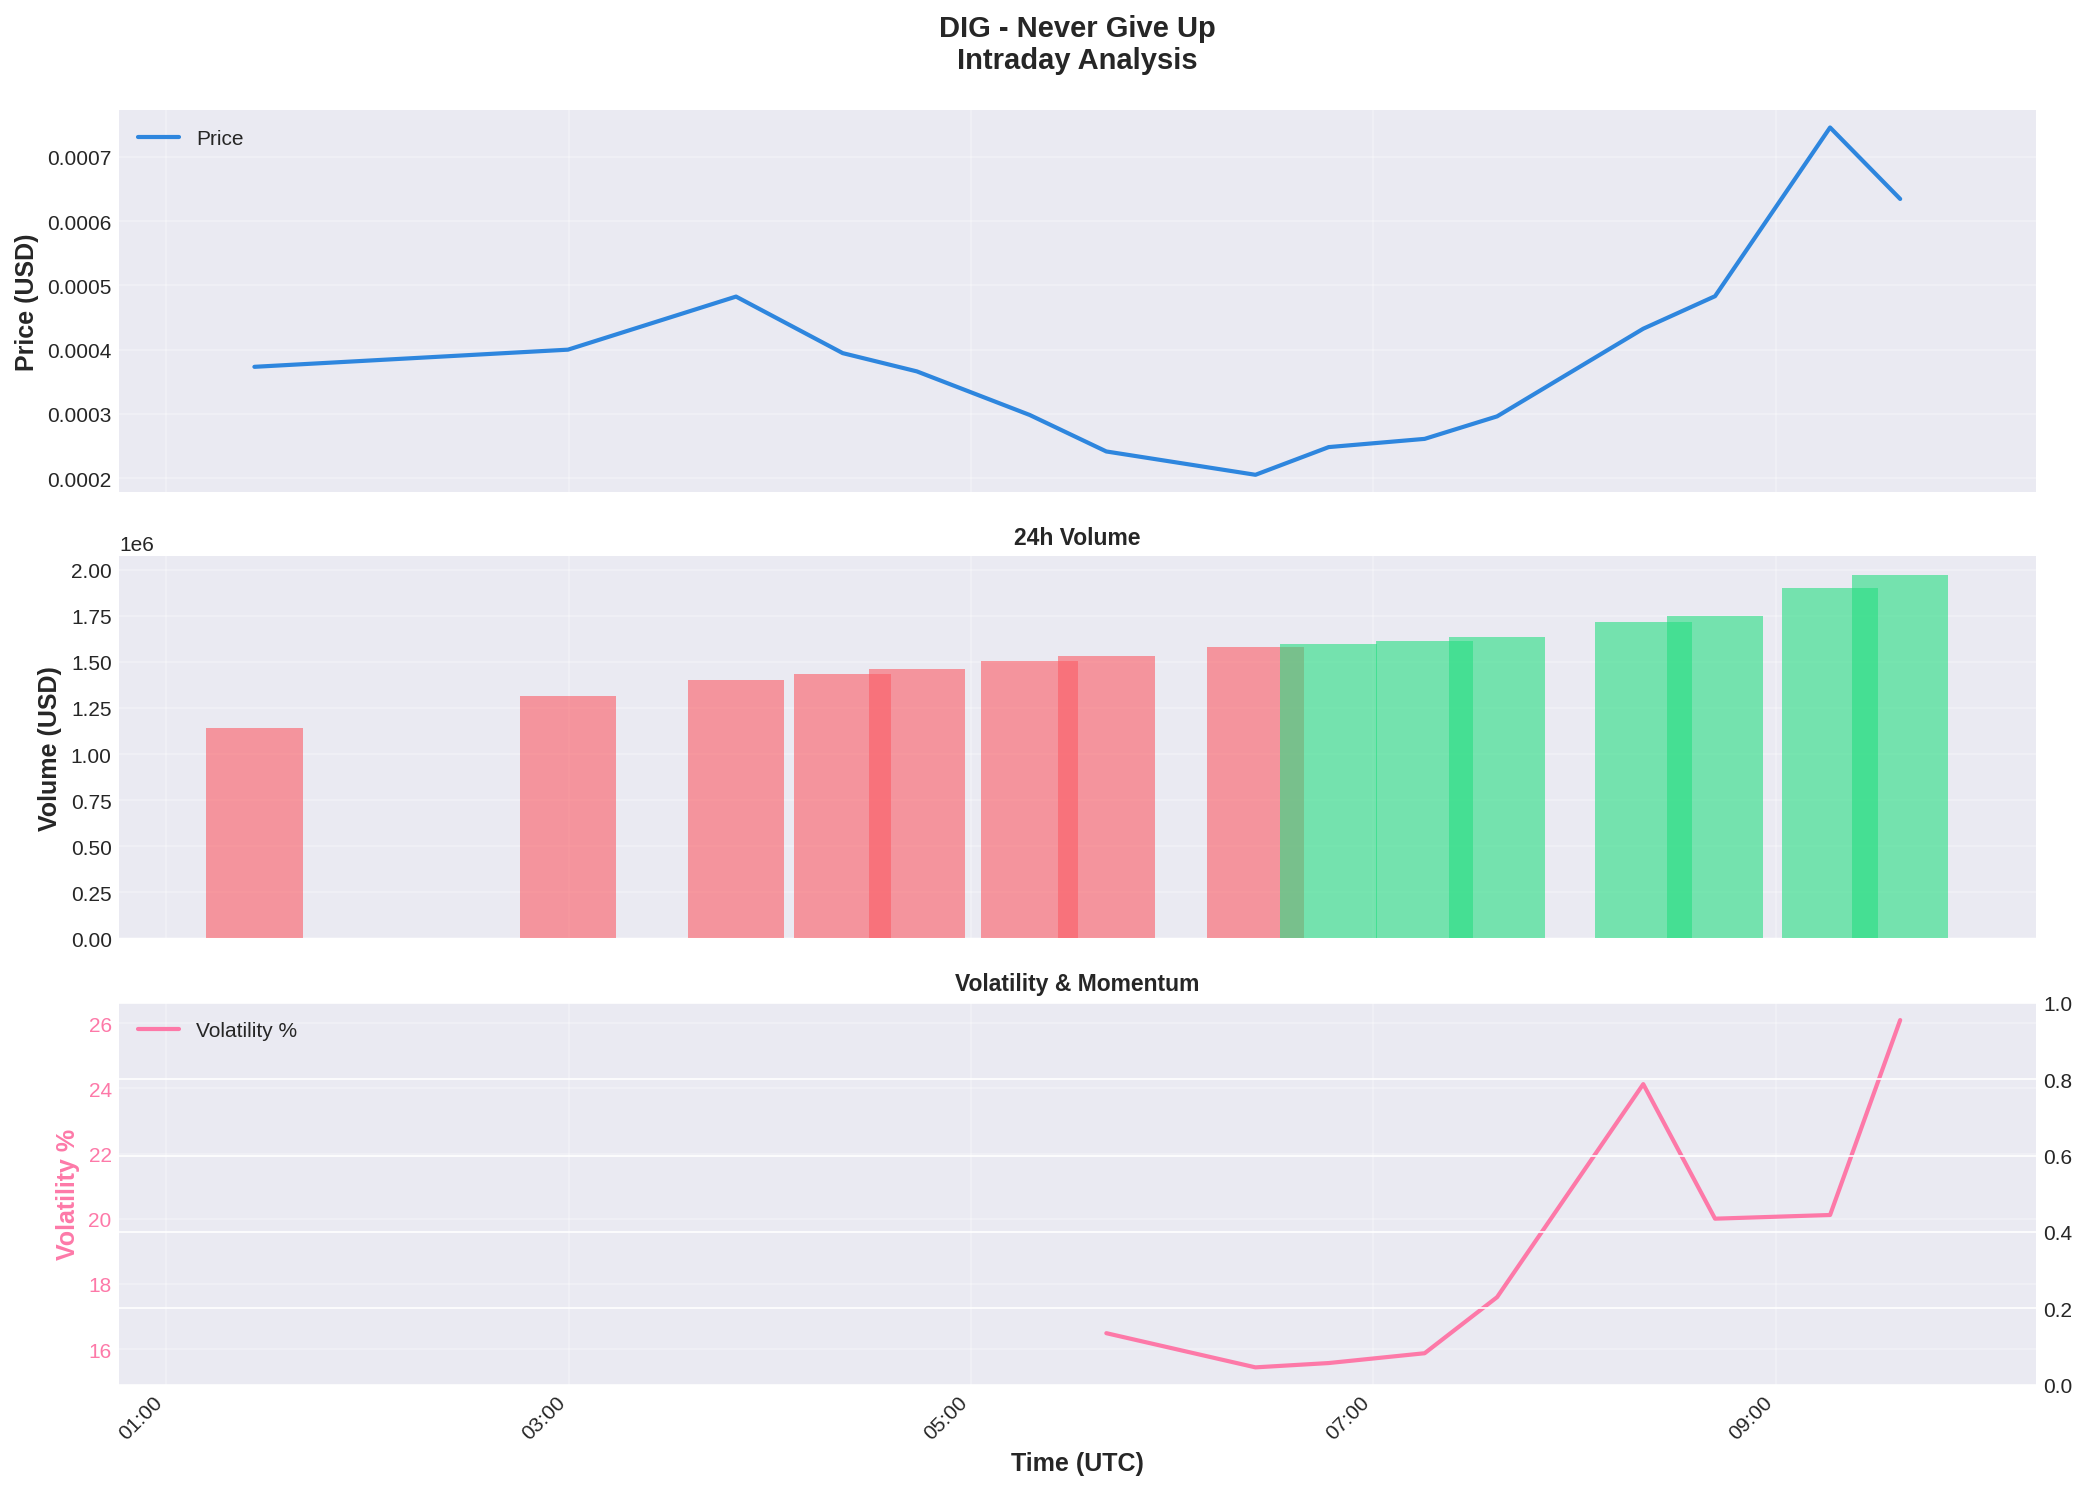 DIG - Never Give Up
Intraday Analysis
Price
0.0007
0.0006
0.0005
0.0004
0.0003
0.0002
Price (USD)
24h Volume
1e6
2.00
1.75
1.50
1.25
1.00
0.75
0.50
0.25
0.00
Volume (USD)
Volatility & Momentum
Volatility %
26
24
22
20
18
16
Volatility %
1.0
0.8
0.6
0.4
0.2
0.0
01:00
03:00
05:00
07:00
09:00
Time (UTC)